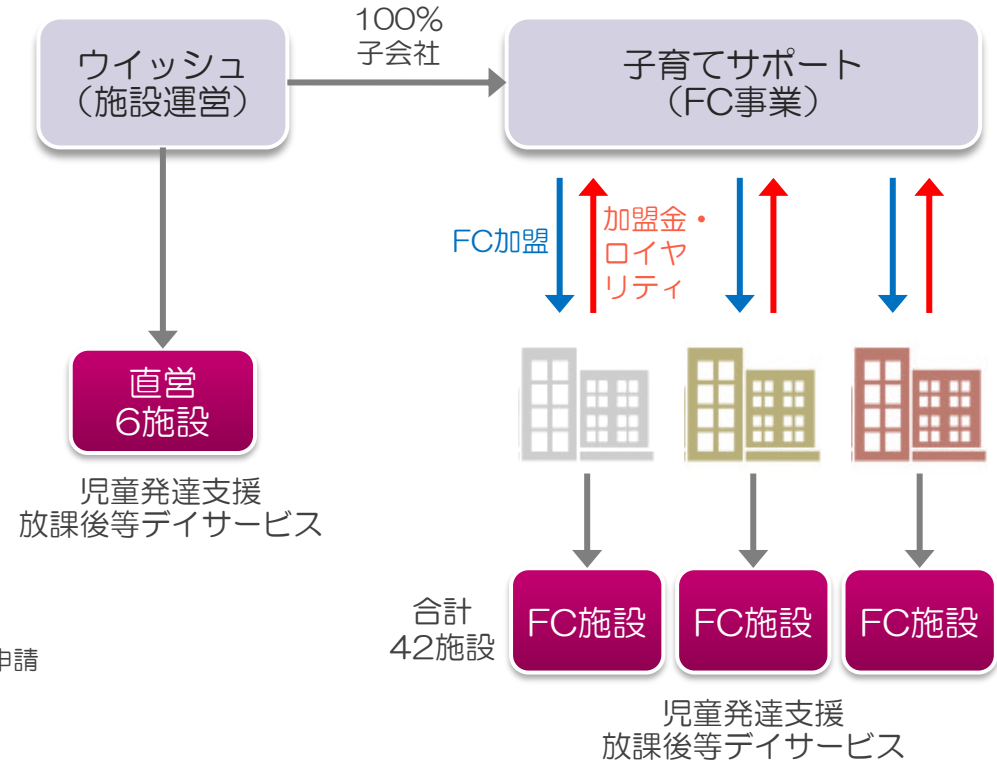 100%
子会社
ウイッシュ
（施設運営）
子育てサポート
（FC事業）
FC加盟
加盟金・
ロイヤ
リティ
直営
6施設
児童発達支援
放課後等デイサービス
合計
42施設
FC施設
FC施設
FC施設
申請
児童発達支援
放課後等デイサービス